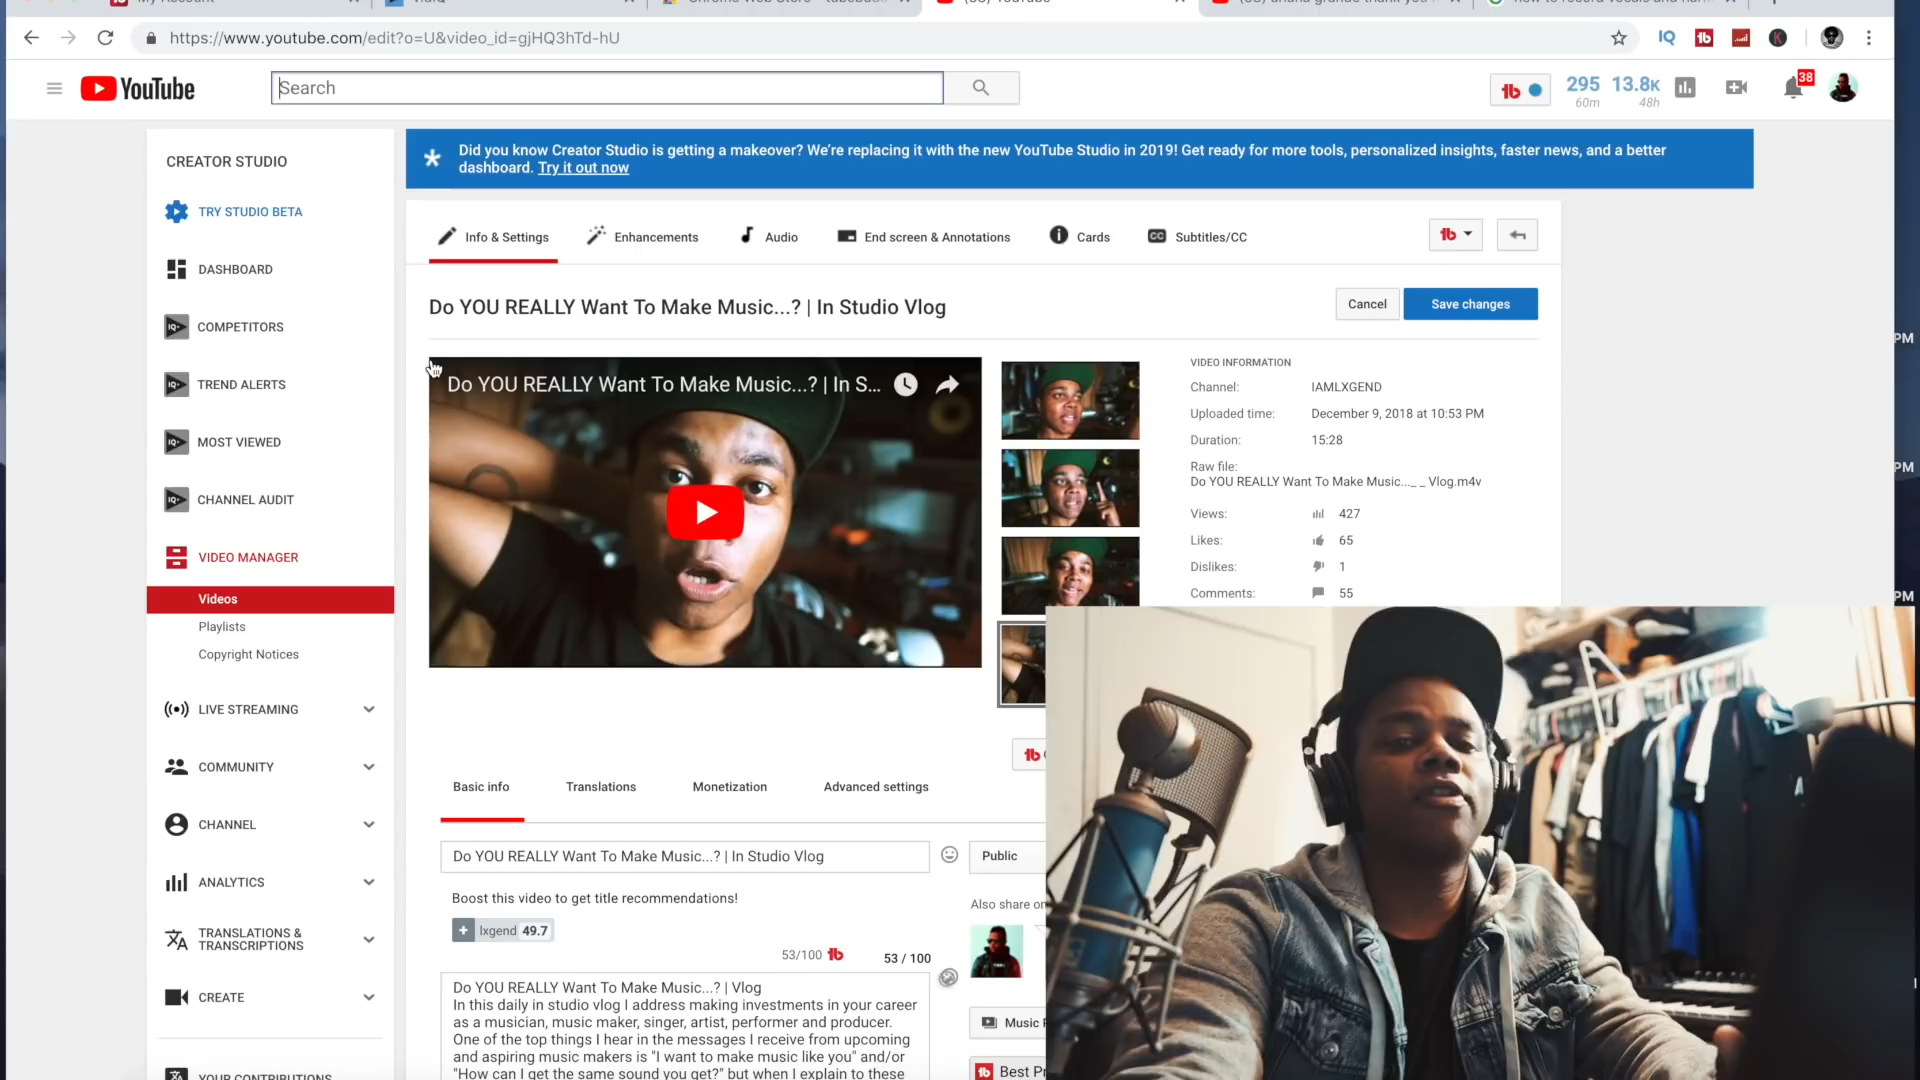 My Account
vidIQ
https://www.youtube.com/edit?o=U&video_id=gjHQ3hTd-hU
IQ
YouTube
Search
295
60m
13.8K
48h
38
CREATOR STUDIO
TRY STUDIO BETA
DASHBOARD
COMPETITORS
TREND ALERTS
MOST VIEWED
CHANNEL AUDIT
VIDEO MANAGER
Videos
Playlists
Copyright Notices
LIVE STREAMING
COMMUNITY
CHANNEL
ANALYTICS
TRANSLATIONS &
TRANSCRIPTIONS
CREATE
YOUR CONTRIBUTIONS
Did you know Creator Studio is getting a makeover? We're replacing it with the new YouTube Studio in 2019! Get ready for more tools, personalized insights, faster news, and a better
dashboard. Try it out now
Info & Settings
Enhancements
Audio
End screen & Annotations
Cards
CC Subtitles/CC
Do YOU REALLY Want To Make Music...? | In Studio Vlog
Cancel
Save changes
Do YOU REALLY Want To Make Music...? | In S...
VIDEO INFORMATION
Channel: IAMLXGEND
Uploaded time: December 9, 2018 at 10:53 PM
Duration: 15:28
Raw file:
Do YOU REALLY Want To Make Music..._ _ Vlog.m4v
Views: 427
Likes: 65
Dislikes: 1
Comments: 55
Basic info
Translations
Monetization
Advanced settings
Do YOU REALLY Want To Make Music...? | In Studio Vlog
Public
Boost this video to get title recommendations!
+ lxgend 49.7
53/100
53 / 100
Also share on
Do YOU REALLY Want To Make Music...? | Vlog
In this daily in studio vlog I address making investments in your career
as a musician, music maker, singer, artist, performer and producer.
One of the top things I hear in the messages I receive from upcoming
and aspiring music makers is "I want to make music like you" and/or
"How can I get the same sound you get?" but when I explain to these
Music
Best
PM
PM
PM